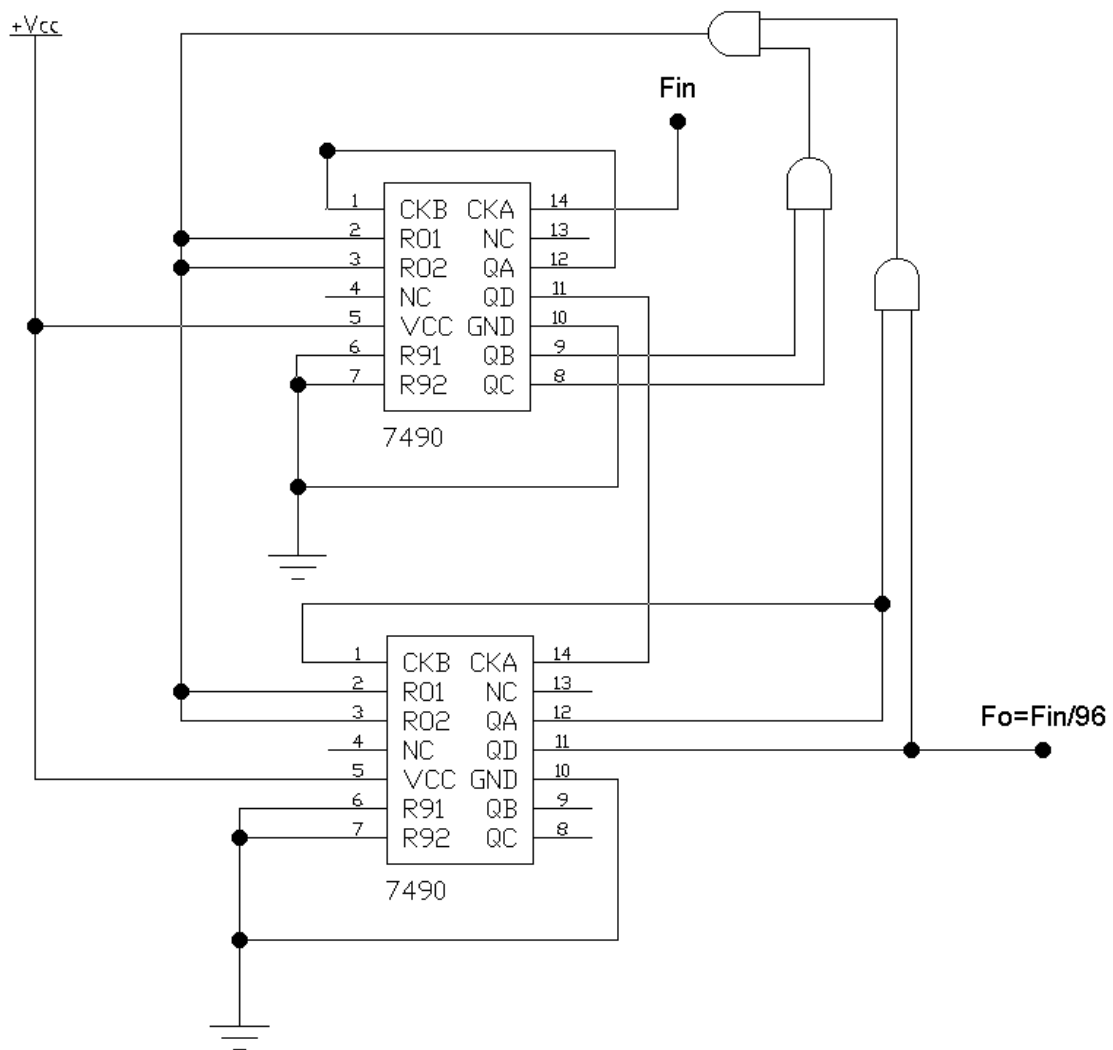 +Vcc
Fin
1 CKB CKA 14
2 R01 NC 13
3 R02 QA 12
4 NC QD 11
5 VCC GND 10
6 R91 QB 9
7 R92 QC 8
7490
1 CKB CKA 14
2 R01 NC 13
3 R02 QA 12
Fo=Fin/96
4 NC QD 11
5 VCC GND 10
6 R91 QB 9
7 R92 QC 8
7490